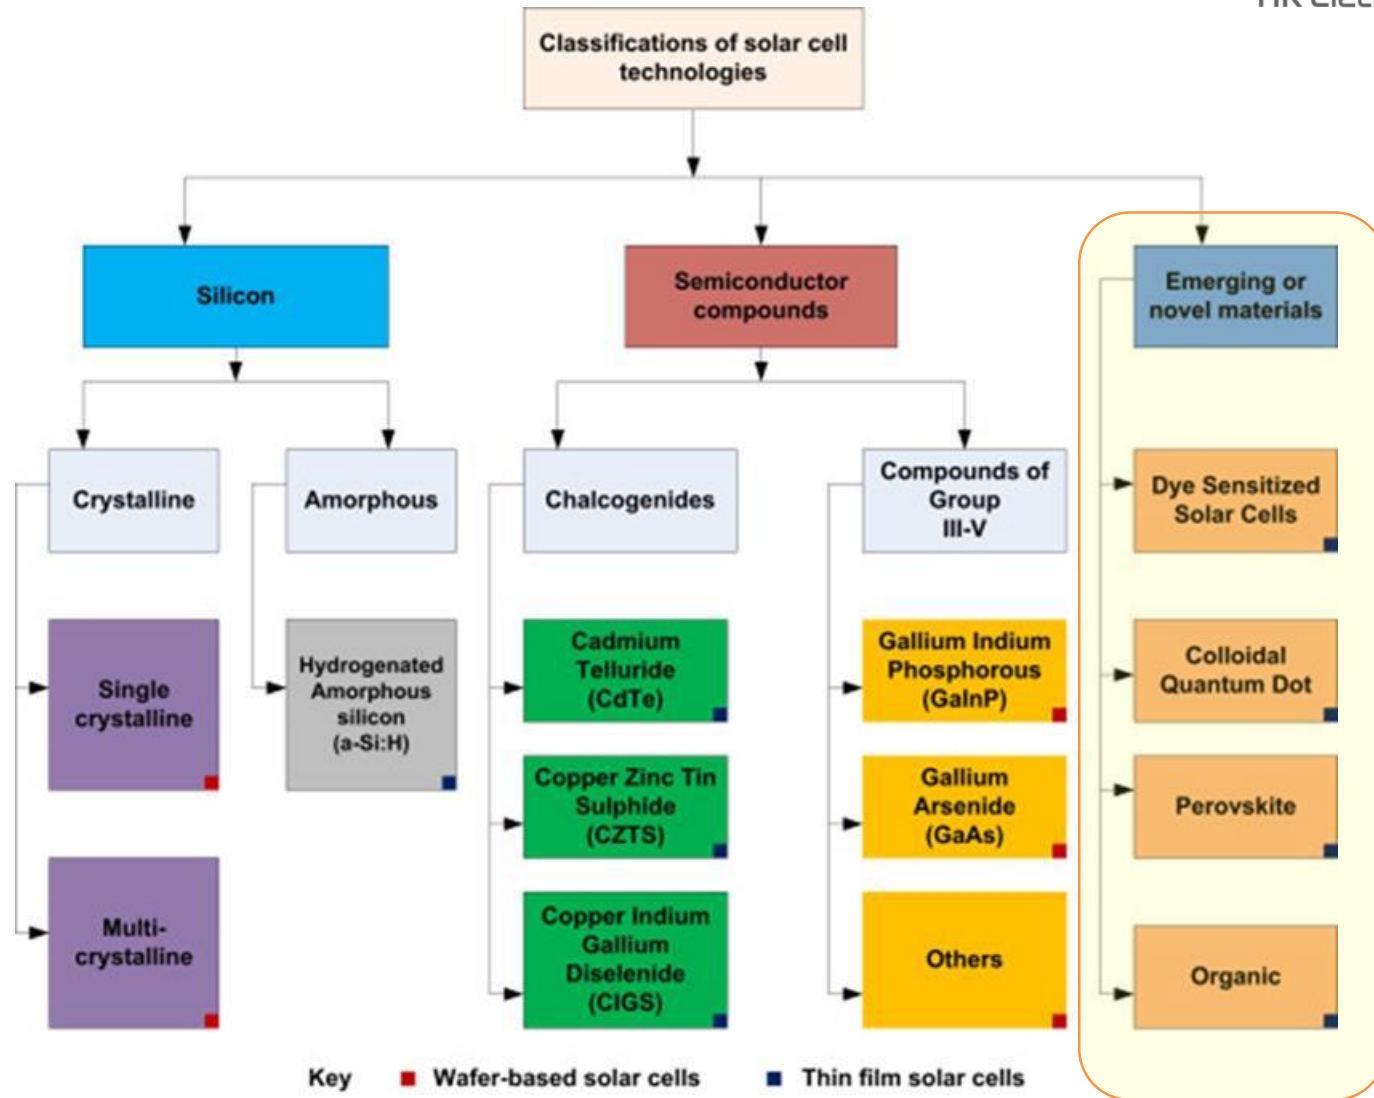 Classifications of solar cell
technologies
Silicon
Semiconductor
compounds
Emerging or
novel materials
Crystalline
Amorphous
Chalcogenides
Compounds of
Group
III-V
Dye Sensitized
Solar Cells
Single
crystalline
Hydrogenated
Amorphous
silicon
(a-Si:H)
Cadmium
Telluride
(CdTe)
Gallium Indium
Phosphorous
(GaInP)
Colloidal
Quantum Dot
Copper Zinc Tin
Sulphide
(CZTS)
Gallium
Arsenide
(GaAs)
Perovskite
Multi-
crystalline
Copper Indium
Gallium
Diselenide
(CIGS)
Others
Organic
Key
Wafer-based solar cells
Thin film solar cells